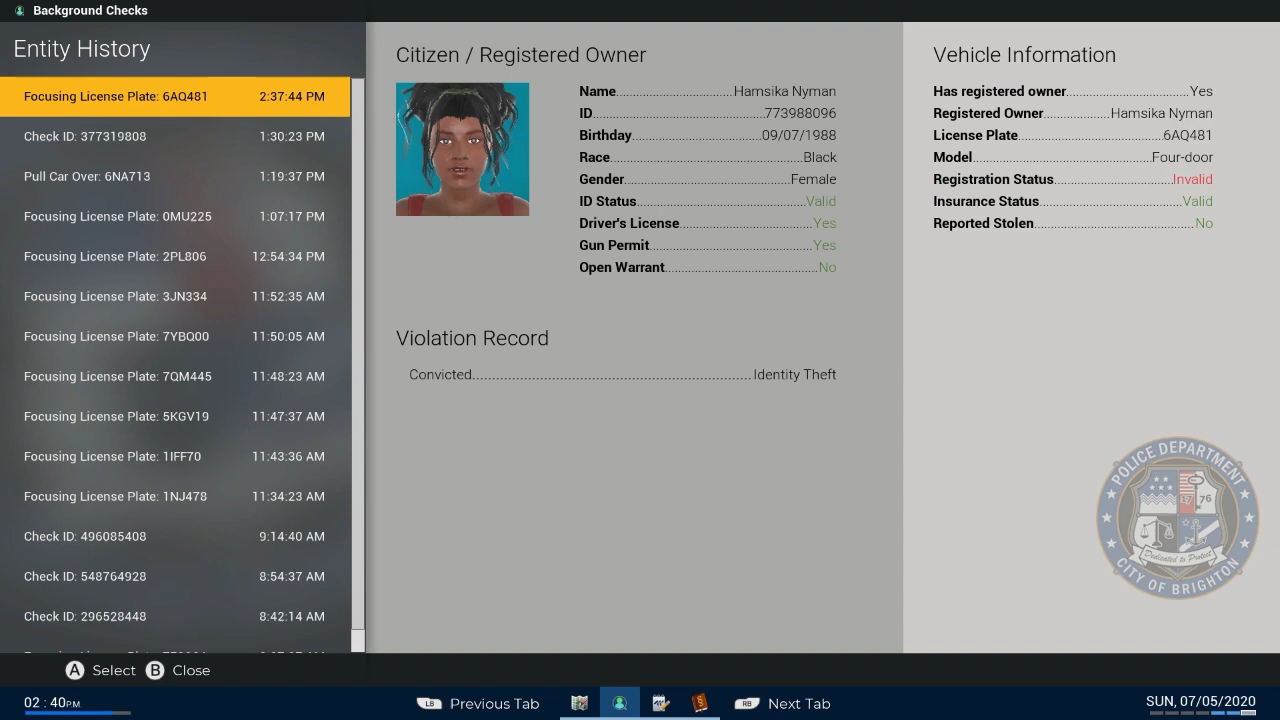 Background Checks
Entity History
Focusing License Plate: 6AQ481 2:37:44 PM
Check ID: 377319808 1:30:23 PM
Pull Car Over: 6NA713 1:19:37 PM
Focusing License Plate: 0MU225 1:07:17 PM
Focusing License Plate: 2PL806 12:54:34 PM
Focusing License Plate: 3JN334 11:52:35 AM
Focusing License Plate: 7YBQ00 11:50:05 AM
Focusing License Plate: 7QM445 11:48:23 AM
Focusing License Plate: 5KGV19 11:47:37 AM
Focusing License Plate: 1IFF70 11:43:36 AM
Focusing License Plate: 1NJ478 11:34:23 AM
Check ID: 496085408 9:14:40 AM
Check ID: 548764928 8:54:37 AM
Check ID: 296528448 8:42:14 AM
Citizen / Registered Owner
Name Hamsika Nyman
ID 773988096
Birthday 09/07/1988
Race Black
Gender Female
ID Status Valid
Driver's License Yes
Gun Permit Yes
Open Warrant No
Violation Record
Convicted Identity Theft
Vehicle Information
Has registered owner Yes
Registered Owner Hamsika Nyman
License Plate 6AQ481
Model Four-door
Registration Status Invalid
Insurance Status Valid
Reported Stolen No
POLICE DEPARTMENT
17 76
Dedicated to Protect
CITY OF BRIGHTON
A Select B Close
02 : 40PM
LB Previous Tab
RB Next Tab
SUN, 07/05/2020